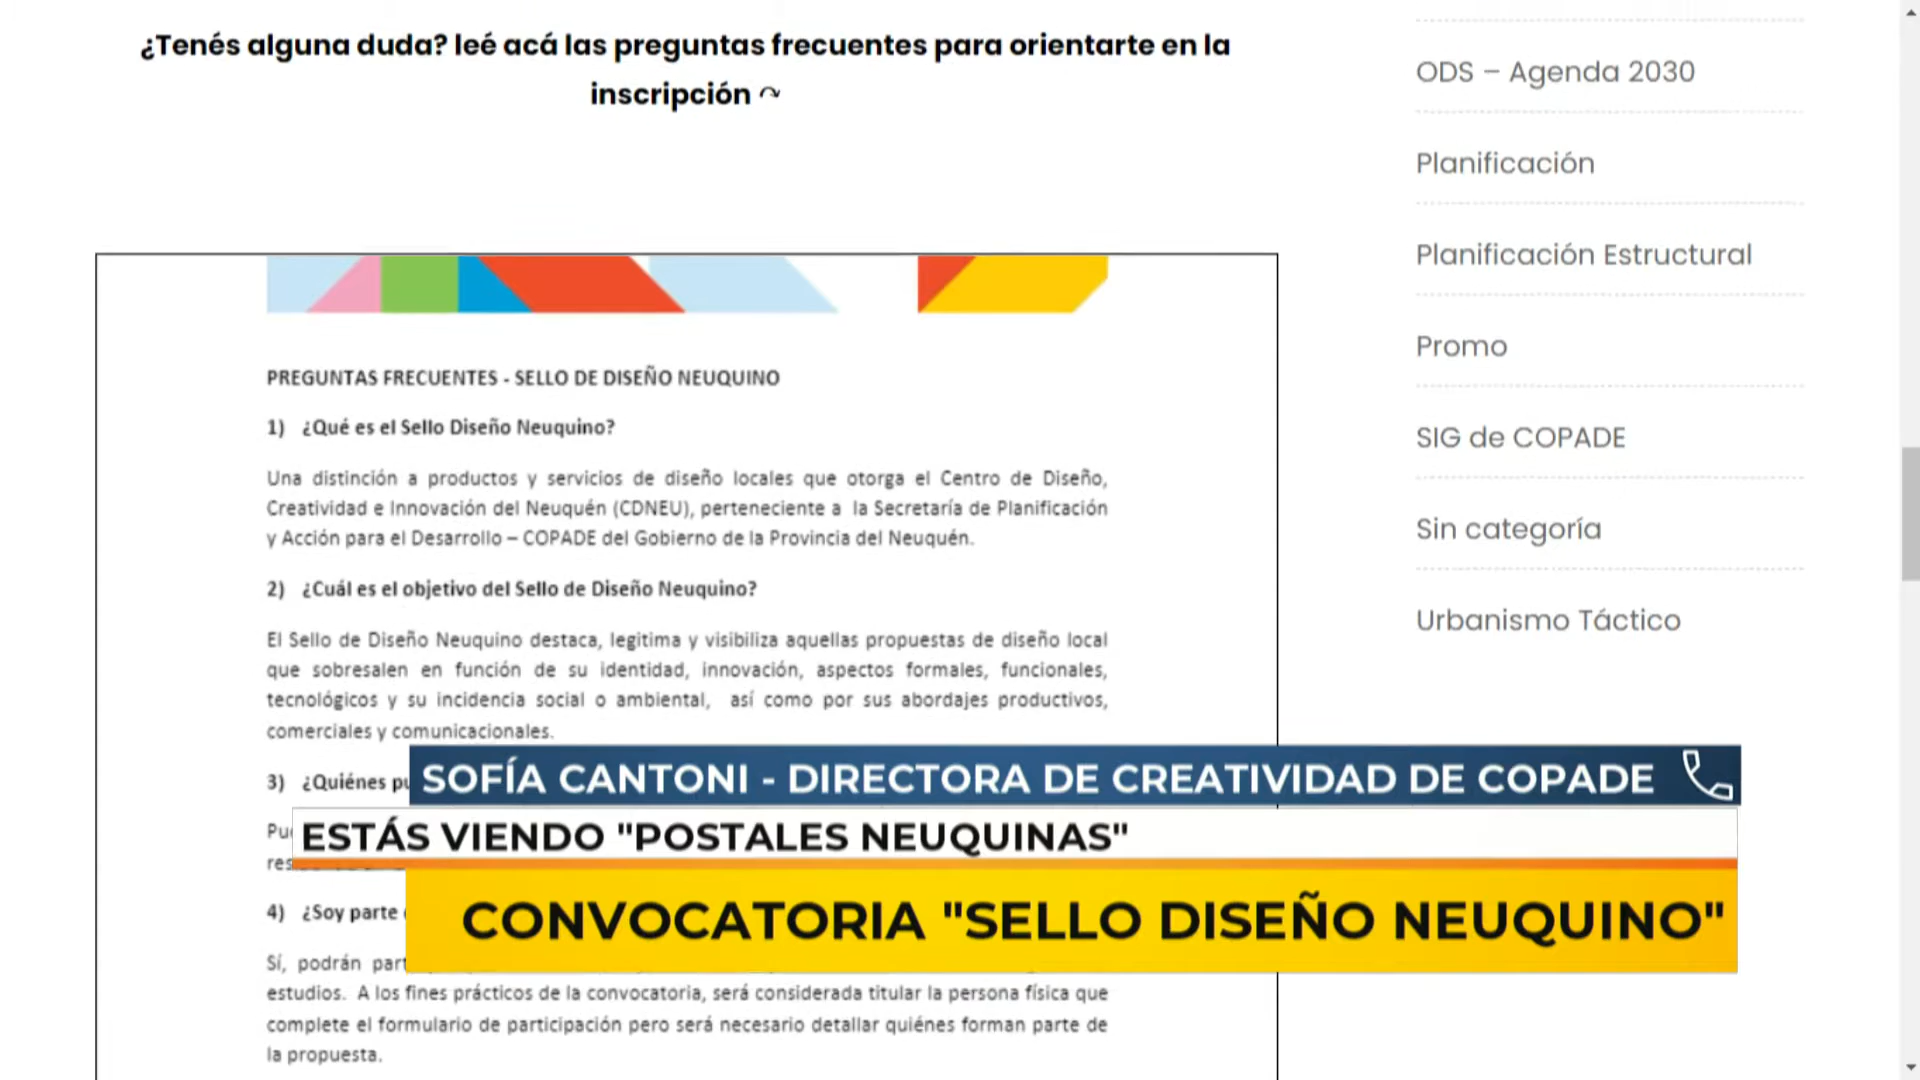 ¿Tenés alguna duda? leé acá las preguntas frecuentes para orientarte en la
inscripción
PREGUNTAS FRECUENTES - SELLO DE DISEÑO NEUQUINO
1) ¿Qué es el Sello Diseño Neuquino?
Una distinción a productos y servicios de diseño locales que otorga el Centro de Diseño,
Creatividad e Innovación del Neuquén (CDNEU), perteneciente a la Secretaría de Planificación
y Acción para el Desarrollo – COPADE del Gobierno de la Provincia del Neuquén.
2) ¿Cuál es el objetivo del Sello de Diseño Neuquino?
El Sello de Diseño Neuquino destaca, legitima y visibiliza aquellas propuestas de diseño local
que sobresalen en función de su identidad, innovación, aspectos formales, funcionales,
tecnológicos y su incidencia social o ambiental, así como por sus abordajes productivos,
comerciales y comunicacionales.
3) ¿Quiénes
4) ¿Soy parte
Sí, podrán
estudios. A los fines prácticos de la convocatoria, será considerada titular la persona física que
complete el formulario de participación pero será necesario detallar quiénes forman parte de
la propuesta.
ODS – Agenda 2030
Planificación
Planificación Estructural
Promo
SIG de COPADE
Sin categoría
Urbanismo Táctico
SOFÍA CANTONI - DIRECTORA DE CREATIVIDAD DE COPADE
ESTÁS VIENDO "POSTALES NEUQUINAS"
CONVOCATORIA "SELLO DISEÑO NEUQUINO"